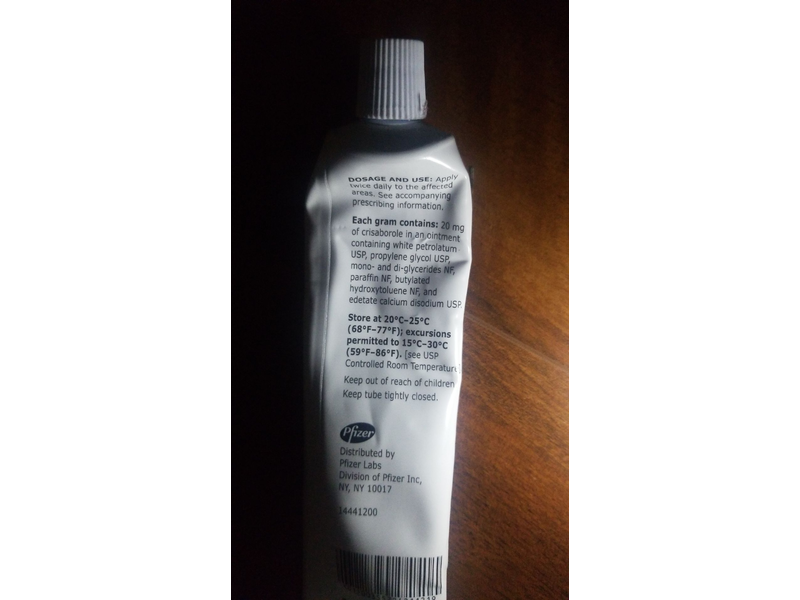 DOSAGE AND USE: Apply
twice daily to the affected
areas. See accompanying
prescribing information.
Each gram contains: 20 mg
of crisaborole in an ointment
containing white petrolatum
USP, propylene glycol USP,
mono- and di-glycerides NF,
paraffin NF, butylated
hydroxytoluene NF, and
edetate calcium disodium USP.
Store at 20°C–25°C
(68°F–77°F); excursions
permitted to 15°C–30°C
(59°F–86°F). [see USP
Controlled Room Temperature
Keep out of reach of children
Keep tube tightly closed.
Pfizer
Distributed by
Pfizer Labs
Division of Pfizer Inc,
NY, NY 10017
14441200